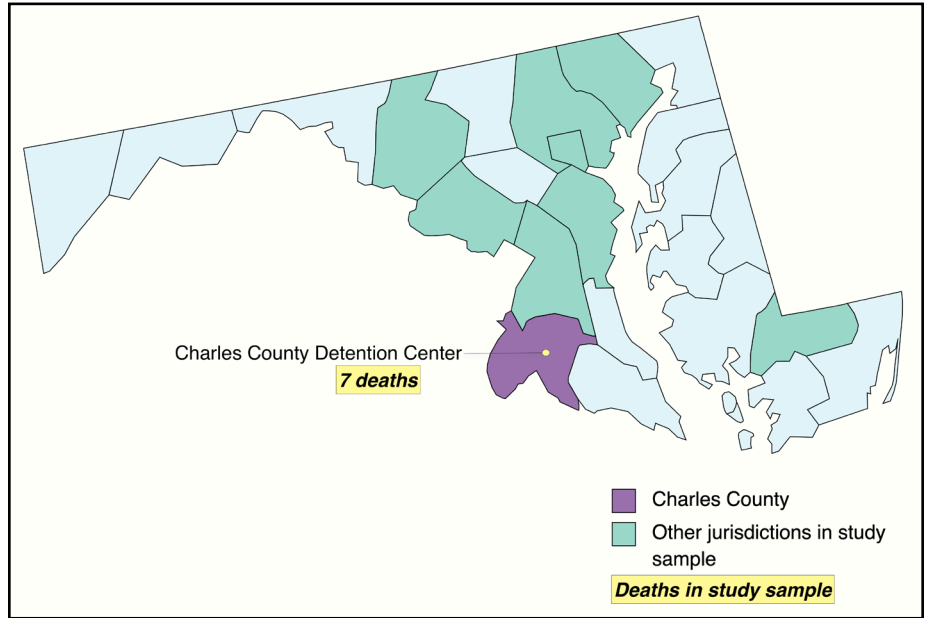 Charles County Detention Center
7 deaths
Charles County
Other jurisdictions in study
sample
Deaths in study sample